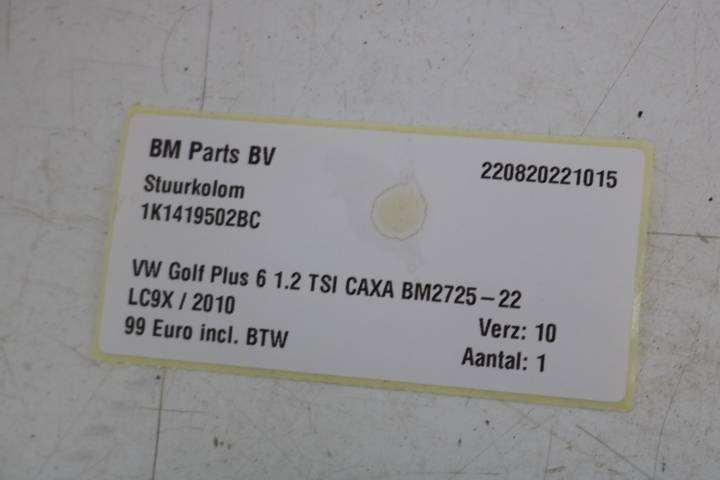 BM Parts BV
220820221015
Stuurkolom
1K1419502BC
VW Golf Plus 6 1.2 TSI CAXA BM2725-22
LC9X / 2010
Verz: 10
99 Euro incl. BTW
Aantal: 1